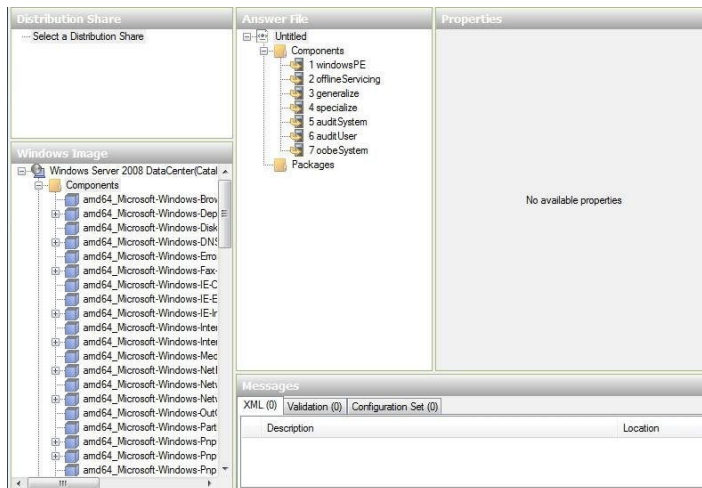 Distribution Share
Select a Distribution Share
Windows Image
Windows Server 2008 DataCenter(Catal
Components
amd64_Microsoft-Windows-Brow
amd64_Microsoft-Windows-Dep
amd64_Microsoft-Windows-Disk
amd64_Microsoft-Windows-DNS
amd64_Microsoft-Windows-Erro
amd64_Microsoft-Windows-Fax-
amd64_Microsoft-Windows-IE-C
amd64_Microsoft-Windows-IE-E
amd64_Microsoft-Windows-IE-Ir
amd64_Microsoft-Windows-Inter
amd64_Microsoft-Windows-Inter
amd64_Microsoft-Windows-Med
amd64_Microsoft-Windows-NetI
amd64_Microsoft-Windows-Netw
amd64_Microsoft-Windows-Netw
amd64_Microsoft-Windows-Out
amd64_Microsoft-Windows-Part
amd64_Microsoft-Windows-Pnp
amd64_Microsoft-Windows-Pnp
amd64_Microsoft-Windows-Pnp
Answer File
Untitled
Components
1 windowsPE
2 offlineServicing
3 generalize
4 specialize
5 auditSystem
6 auditUser
7 oobeSystem
Packages
Properties
No available properties
Messages
XML (0) Validation (0) Configuration Set (0)
Description Location